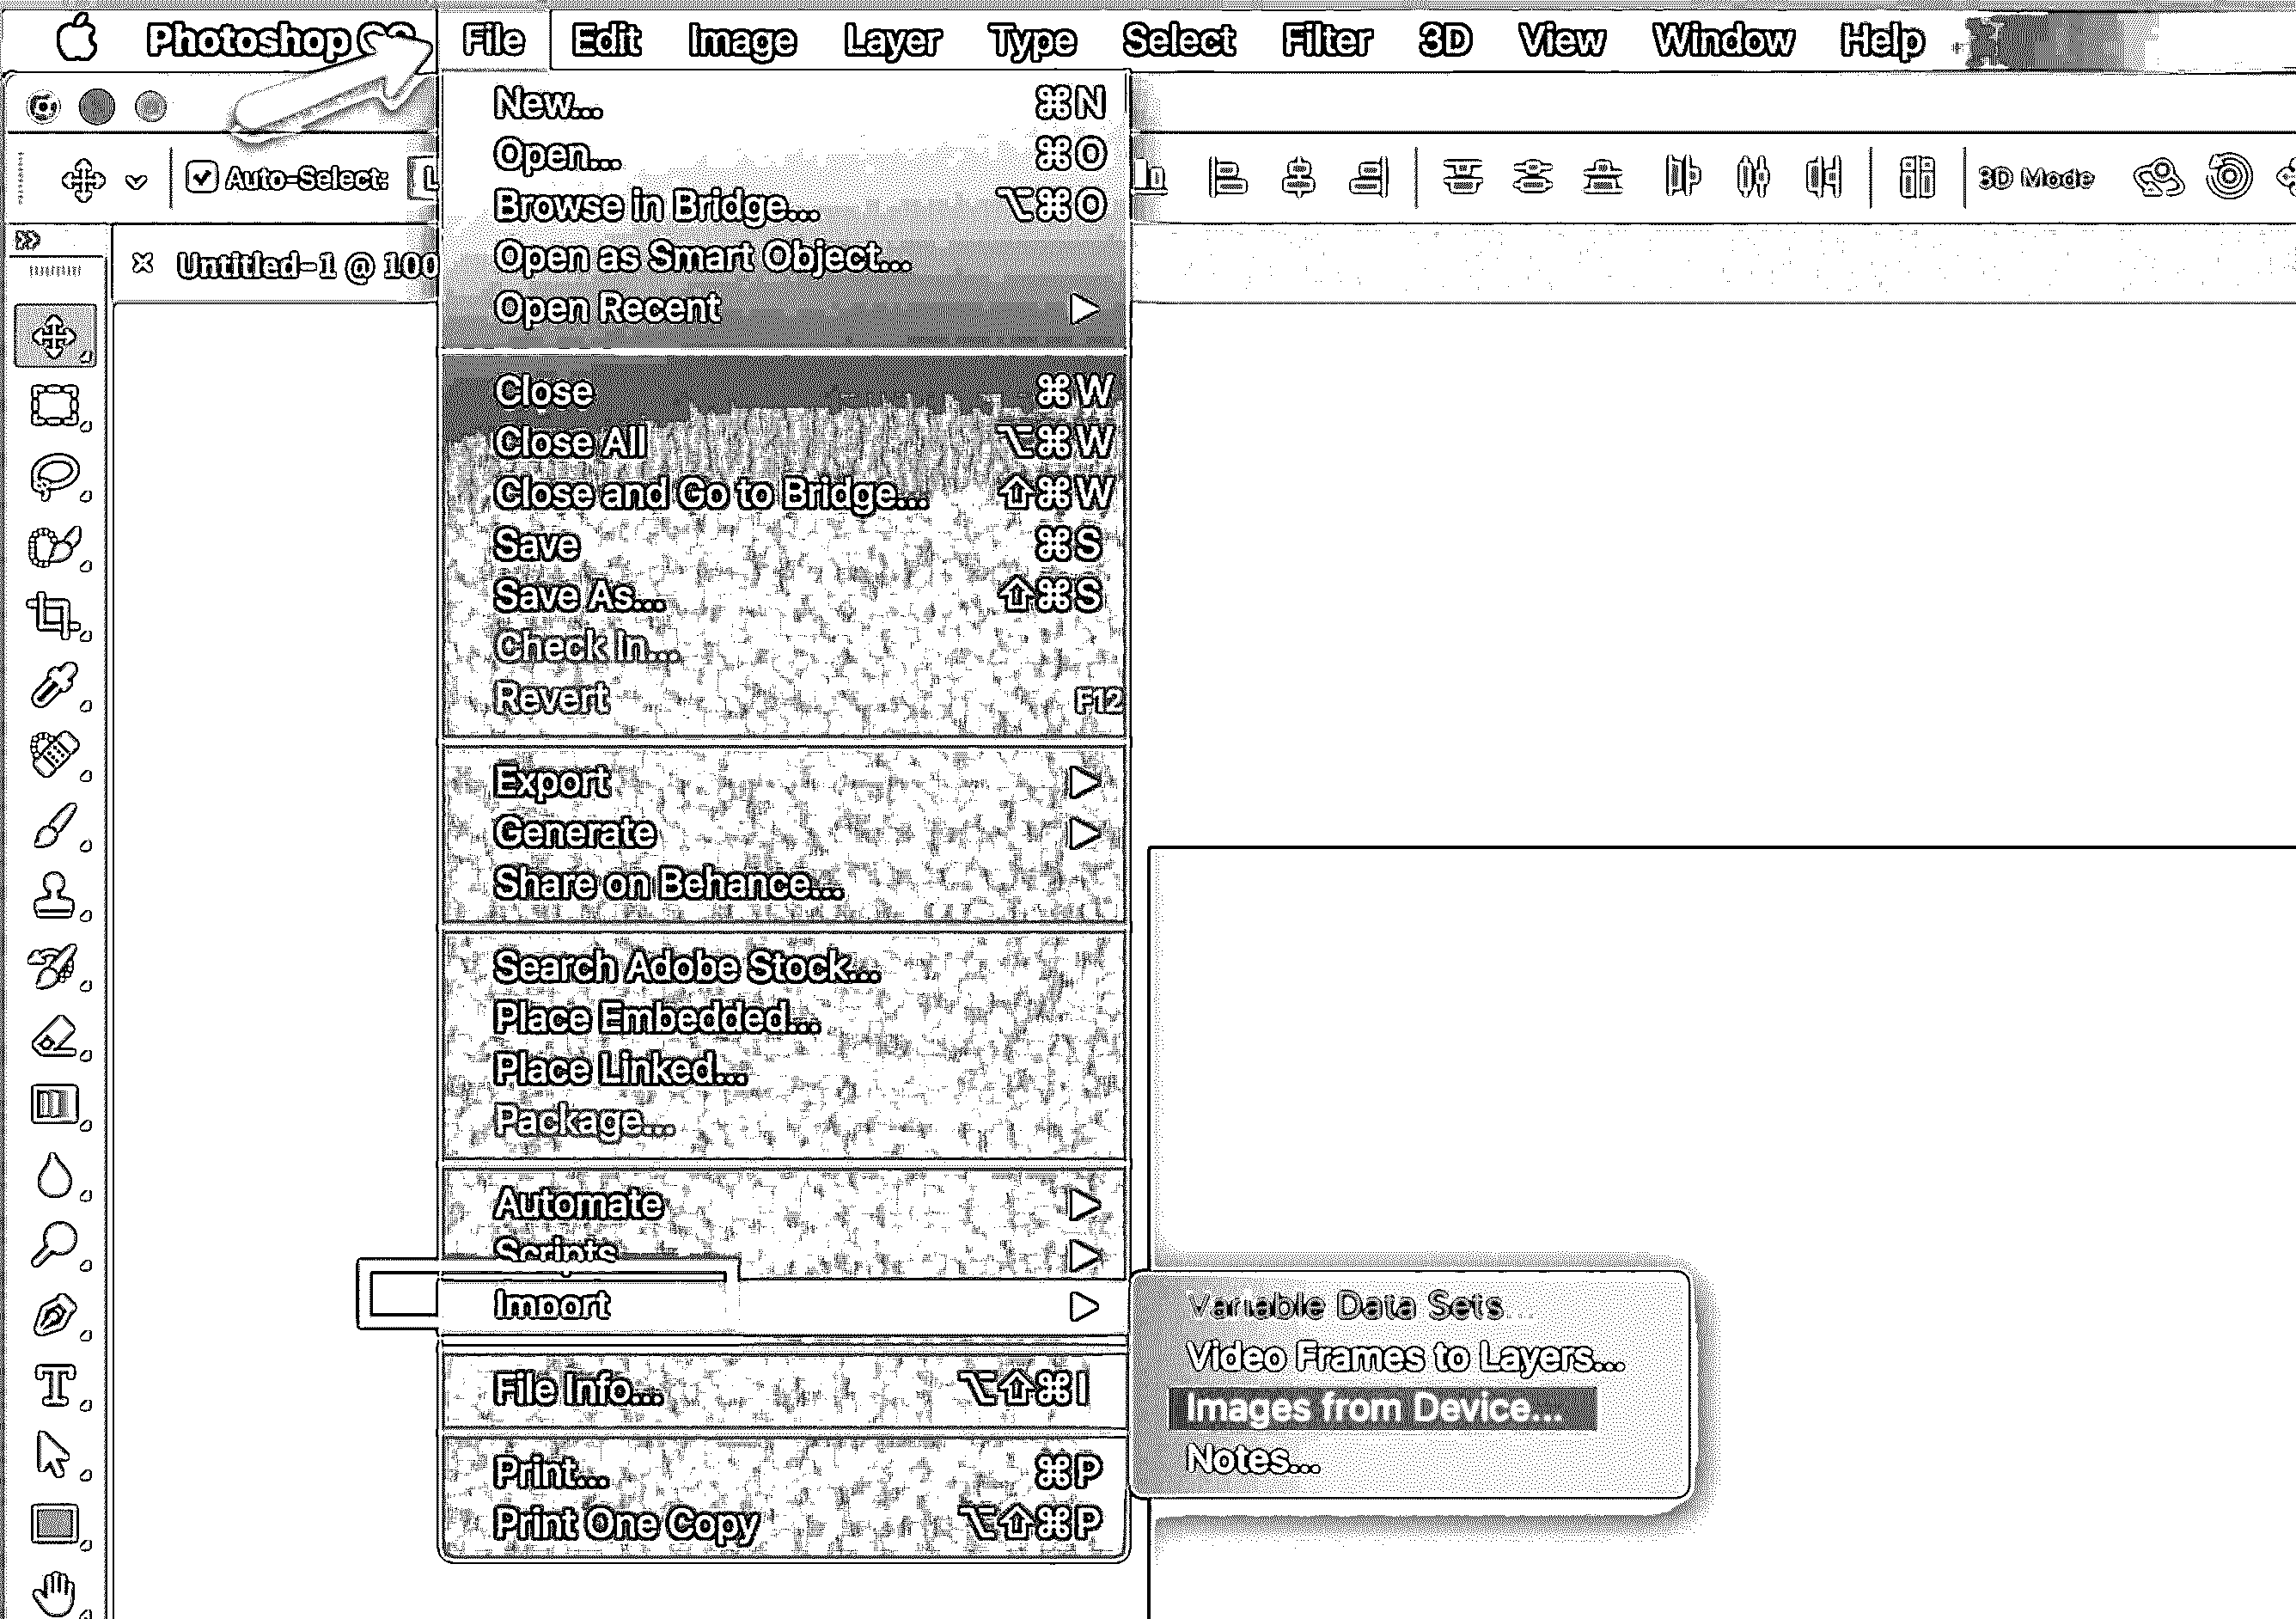 Photoshop CC File Edit Image Layer Type Select Filter 3D View Window Help
New... ⌘N
Open... ⌘O
Auto-Select: 3D Mode
Browse in Bridge... ⌥⌘O
Open as Smart Object...
Untitled-1 @ 100
Open Recent
Close ⌘W
Close All ⌥⌘W
Close and Go to Bridge... ⇧⌘W
Save ⌘S
Save As... ⇧⌘S
Check In...
Revert F12
Export
Generate
Share on Behance...
Search Adobe Stock...
Place Embedded...
Place Linked...
Package...
Automate
Scripts
Import
Variable Data Sets...
Video Frames to Layers...
Images from Device...
Notes...
File Info... ⌥⇧⌘I
Print... ⌘P
Print One Copy ⌥⇧⌘P